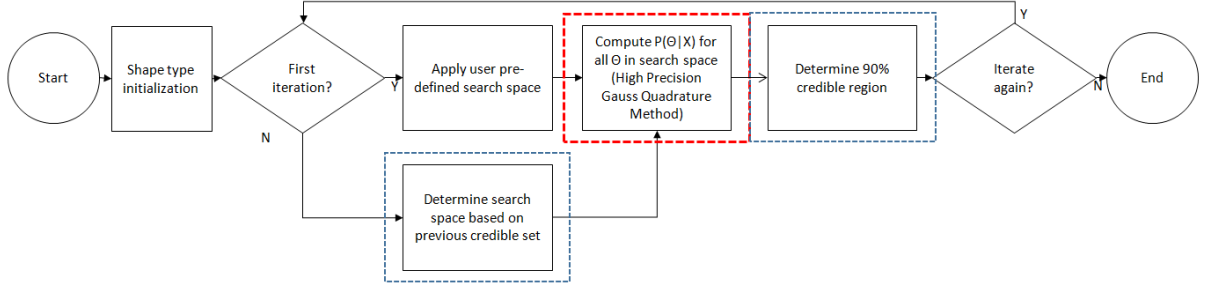 Start
Shape type
initialization
First
iteration?
Y
N
Apply user pre-
defined search space
Determine search
space based on
previous credible set
Compute P(Θ|X) for
all Θ in search space
(High Precision
Gauss Quadrature
Method)
Determine 90%
credible region
Iterate
again?
Y
N
End